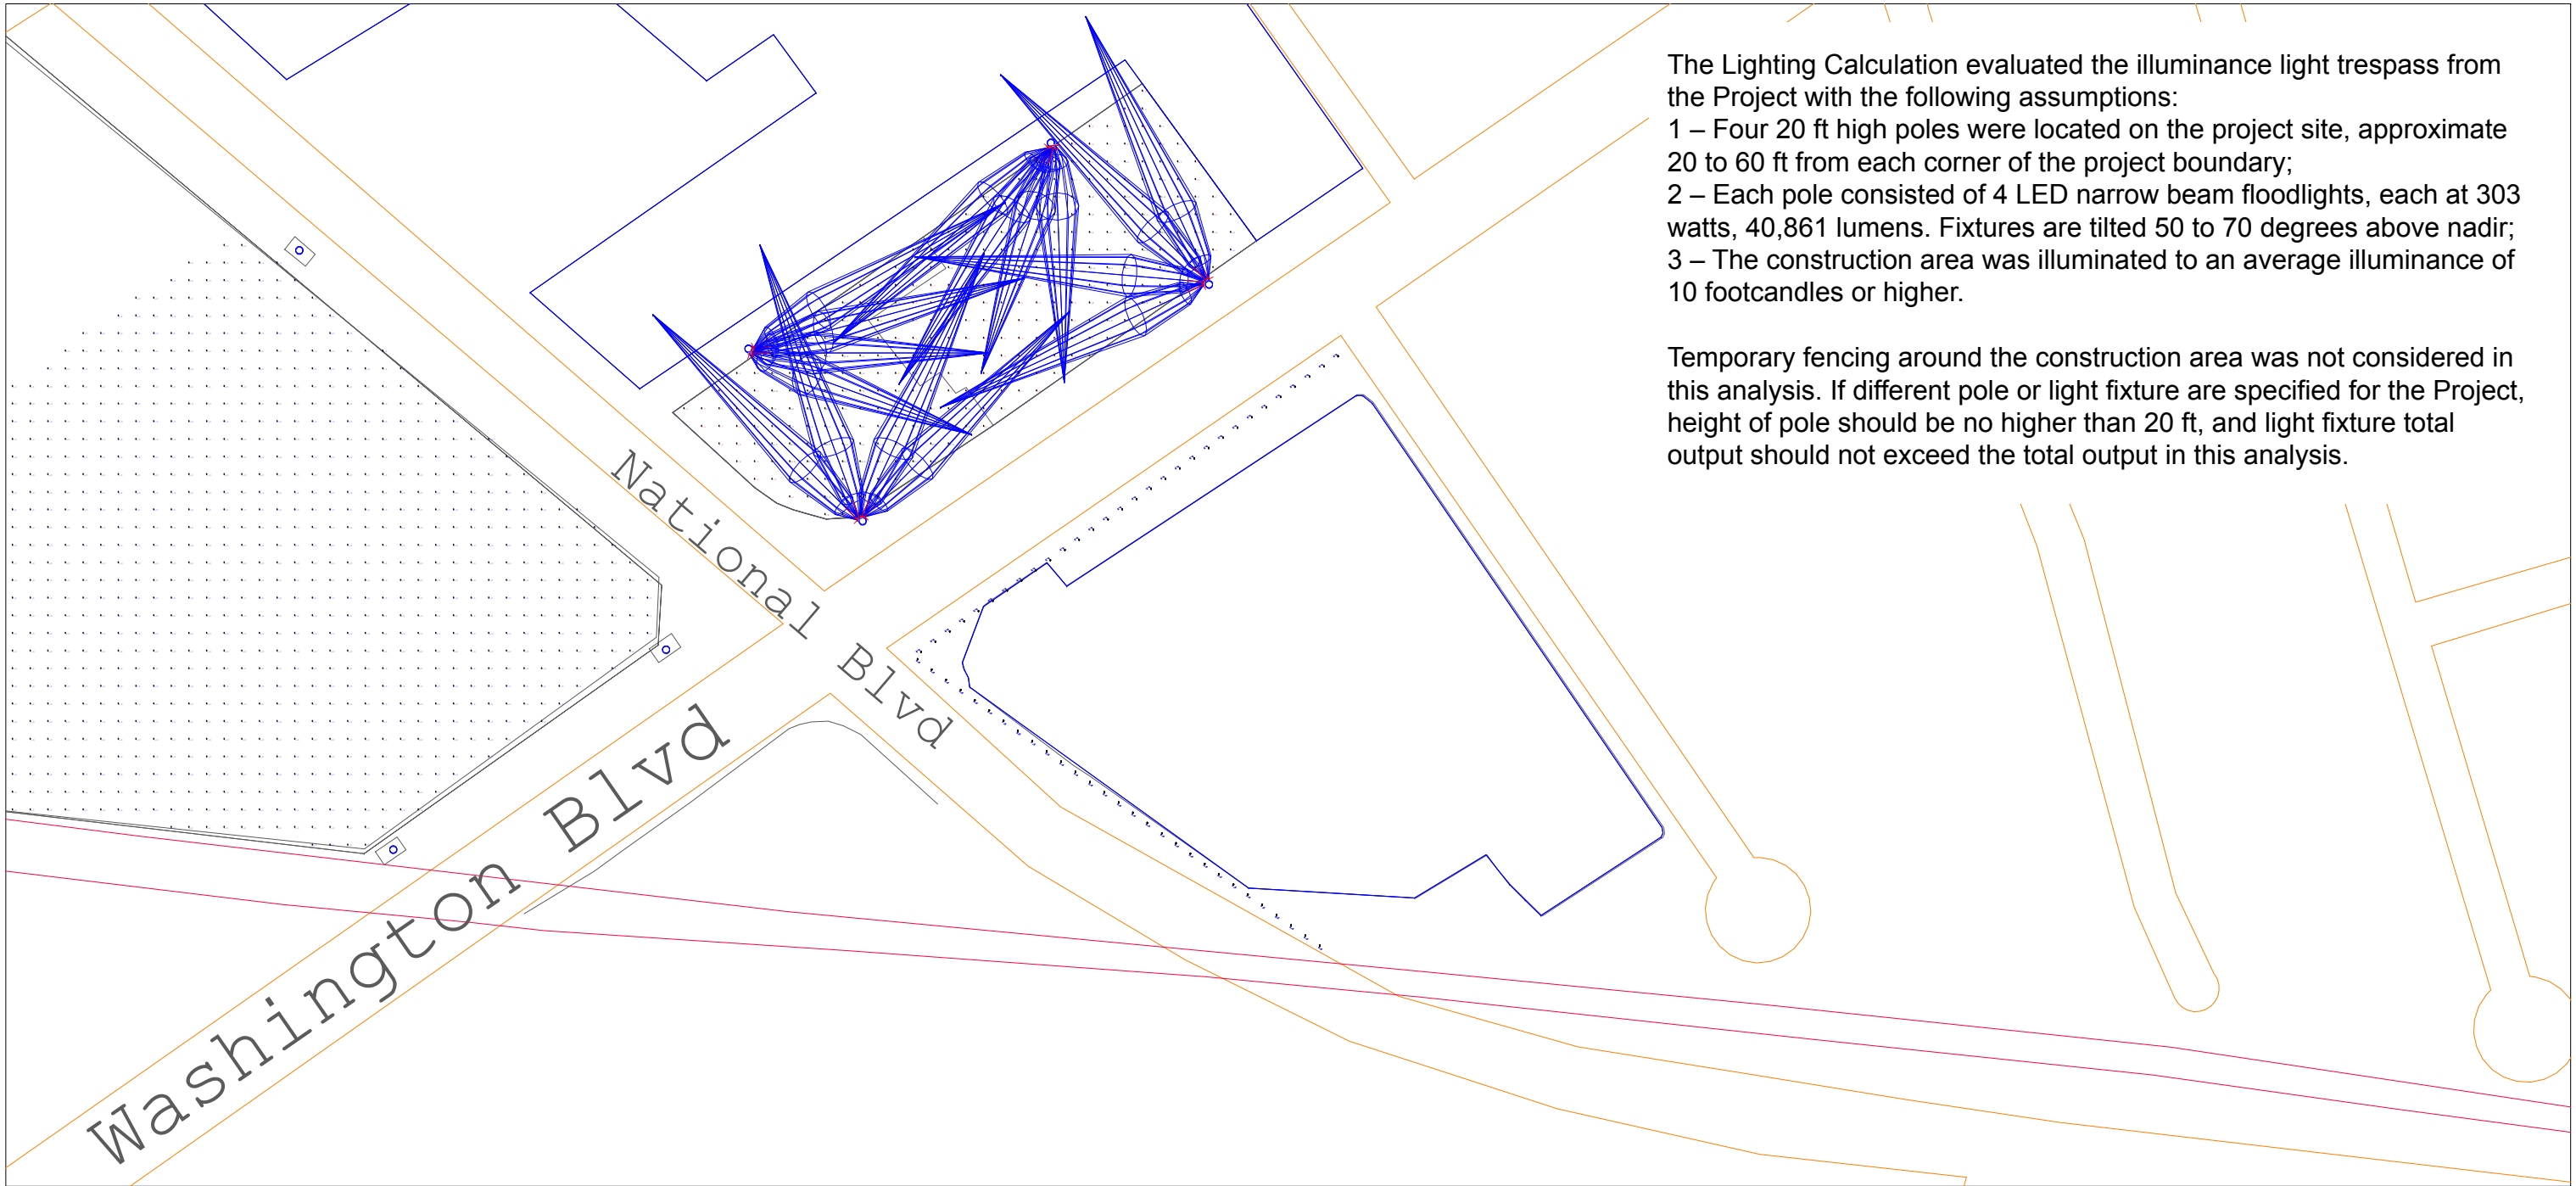 The Lighting Calculation evaluated the illuminance light trespass from
the Project with the following assumptions:
1 – Four 20 ft high poles were located on the project site, approximate
20 to 60 ft from each corner of the project boundary;
2 – Each pole consisted of 4 LED narrow beam floodlights, each at 303
watts, 40,861 lumens. Fixtures are tilted 50 to 70 degrees above nadir;
3 – The construction area was illuminated to an average illuminance of
10 footcandles or higher.
Temporary fencing around the construction area was not considered in
this analysis. If different pole or light fixture are specified for the Project,
height of pole should be no higher than 20 ft, and light fixture total
output should not exceed the total output in this analysis.
National Blvd
Washington Blvd